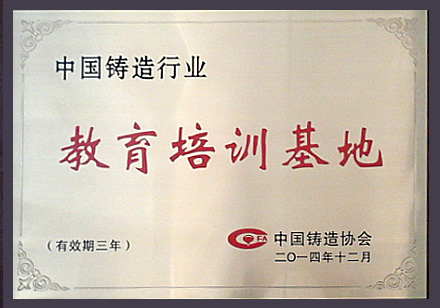 中国铸造行业
教育培训基地
（有效期三年）
CFA 中国铸造协会
二〇一四年十二月